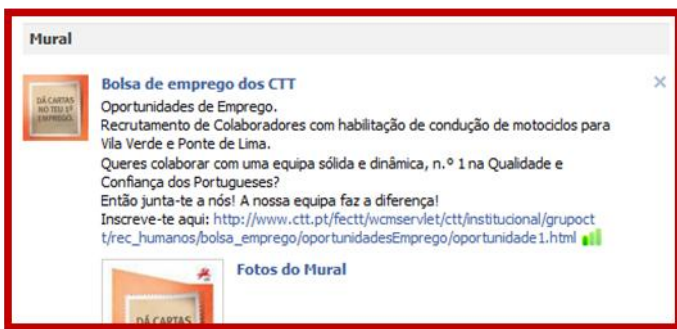 Mural
Bolsa de emprego dos CTT
DÁ CARTAS
NO TEU 1º
EMPREGO.
Oportunidades de Emprego.
Recrutamento de Colaboradores com habilitação de condução de motociclos para
Vila Verde e Ponte de Lima.
Queres colaborar com uma equipa sólida e dinâmica, n.º 1 na Qualidade e
Confiança dos Portugueses?
Então junta-te a nós! A nossa equipa faz a diferença!
Inscreve-te aqui: http://www.ctt.pt/fectt/wcmservlet/ctt/institucional/grupoct
t/rec_humanos/bolsa_emprego/oportunidadesEmprego/oportunidade1.html
Fotos do Mural
DÁ CARTAS